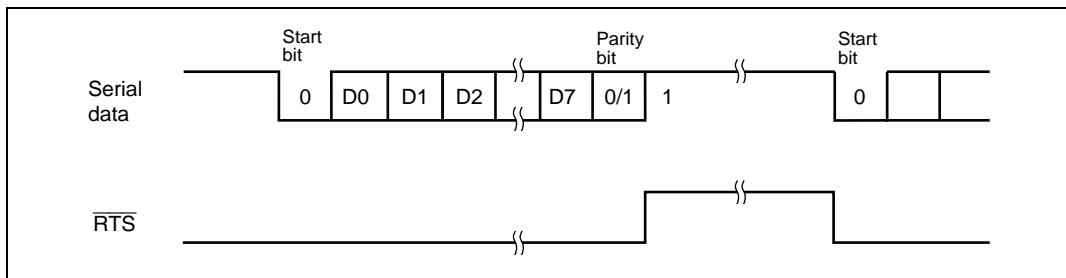 Start
bit
Parity
bit
Start
bit
Serial
data
0 D0 D1 D2 D7 0/1 1 0
RTS